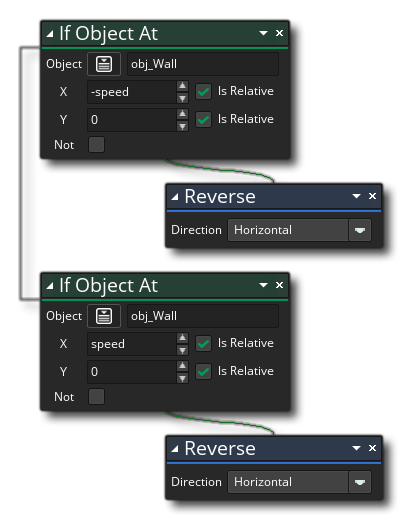 If Object At
Object obj_Wall
X -speed Is Relative
Y 0 Is Relative
Not
Reverse
Direction Horizontal
If Object At
Object obj_Wall
X speed Is Relative
Y 0 Is Relative
Not
Reverse
Direction Horizontal